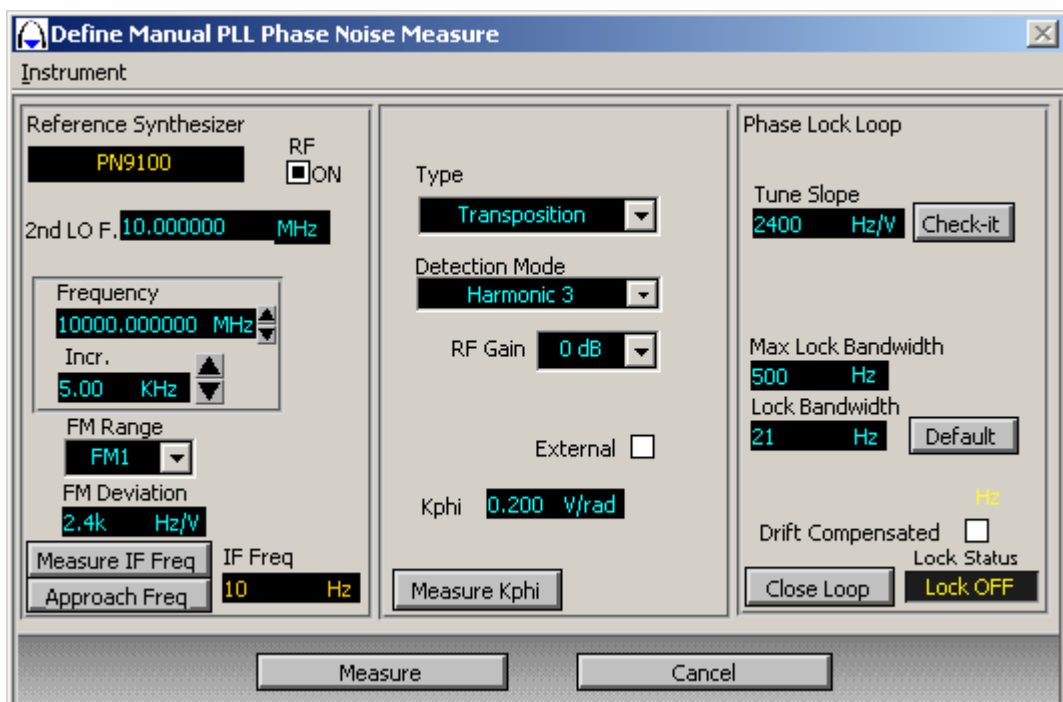 Define Manual PLL Phase Noise Measure
Instrument
Reference Synthesizer
PN9100
RF
ON
2nd LO F. 10.000000 MHz
Frequency
10000.000000 MHz
Incr.
5.00 KHz
FM Range
FM1
FM Deviation
2.4k Hz/V
Measure IF Freq
IF Freq
Approach Freq
10 Hz
Type
Transposition
Detection Mode
Harmonic 3
RF Gain 0 dB
External
Kphi 0.200 V/rad
Measure Kphi
Phase Lock Loop
Tune Slope
2400 Hz/V Check-it
Max Lock Bandwidth
500 Hz
Lock Bandwidth
21 Hz Default
Hz
Drift Compensated
Lock Status
Close Loop Lock OFF
Measure Cancel